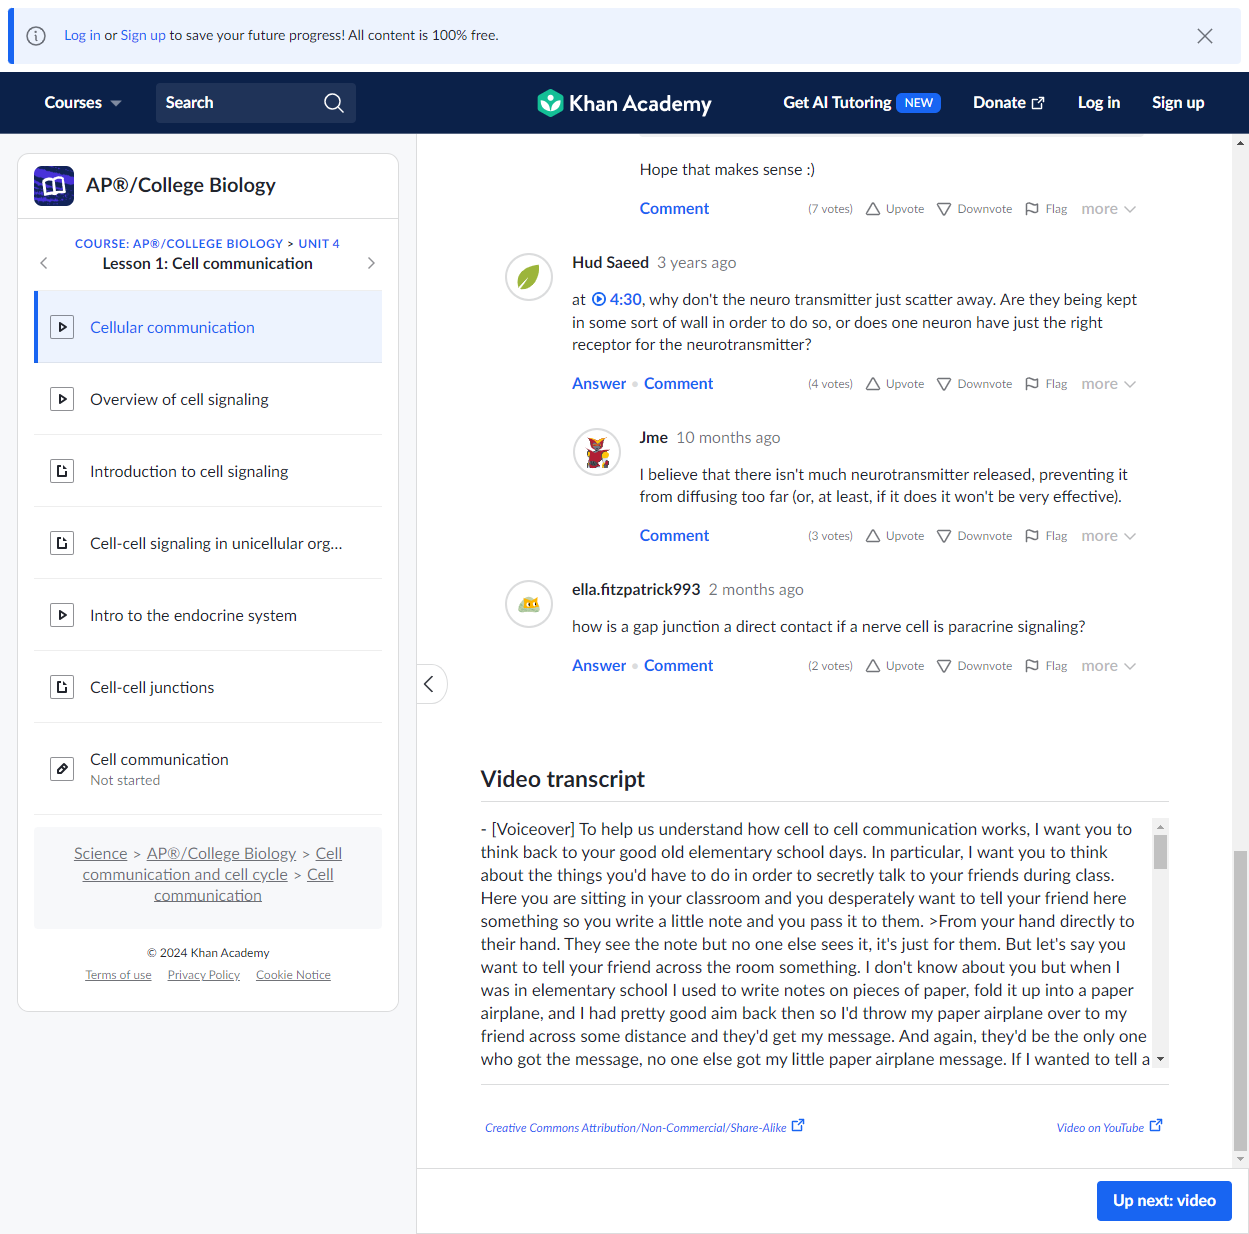 Log in or Sign up to save your future progress! All content is 100% free.
Courses
Search
Khan Academy
Get AI Tutoring NEW
Donate
Log in
Sign up
AP®/College Biology
COURSE: AP®/COLLEGE BIOLOGY > UNIT 4
Lesson 1: Cell communication
Cellular communication
Overview of cell signaling
Introduction to cell signaling
Cell-cell signaling in unicellular org...
Intro to the endocrine system
Cell-cell junctions
Cell communication
Not started
Science > AP®/College Biology > Cell
communication and cell cycle > Cell
communication
© 2024 Khan Academy
Terms of use Privacy Policy Cookie Notice
Hope that makes sense :)
Comment (7 votes) Upvote Downvote Flag more
Hud Saeed 3 years ago
at 4:30, why don't the neuro transmitter just scatter away. Are they being kept
in some sort of wall in order to do so, or does one neuron have just the right
receptor for the neurotransmitter?
Answer • Comment (4 votes) Upvote Downvote Flag more
Jme 10 months ago
I believe that there isn't much neurotransmitter released, preventing it
from diffusing too far (or, at least, if it does it won't be very effective).
Comment (3 votes) Upvote Downvote Flag more
ella.fitzpatrick993 2 months ago
how is a gap junction a direct contact if a nerve cell is paracrine signaling?
Answer • Comment (2 votes) Upvote Downvote Flag more
Video transcript
- [Voiceover] To help us understand how cell to cell communication works, I want you to
think back to your good old elementary school days. In particular, I want you to think
about the things you'd have to do in order to secretly talk to your friends during class.
Here you are sitting in your classroom and you desperately want to tell your friend here
something so you write a little note and you pass it to them. >From your hand directly to
their hand. They see the note but no one else sees it, it's just for them. But let's say you
want to tell your friend across the room something. I don't know about you but when I
was in elementary school I used to write notes on pieces of paper, fold it up into a paper
airplane, and I had pretty good aim back then so I'd throw my paper airplane over to my
friend across some distance and they'd get my message. And again, they'd be the only one
who got the message, no one else got my little paper airplane message. If I wanted to tell a
Creative Commons Attribution/Non-Commercial/Share-Alike
Video on YouTube
Up next: video